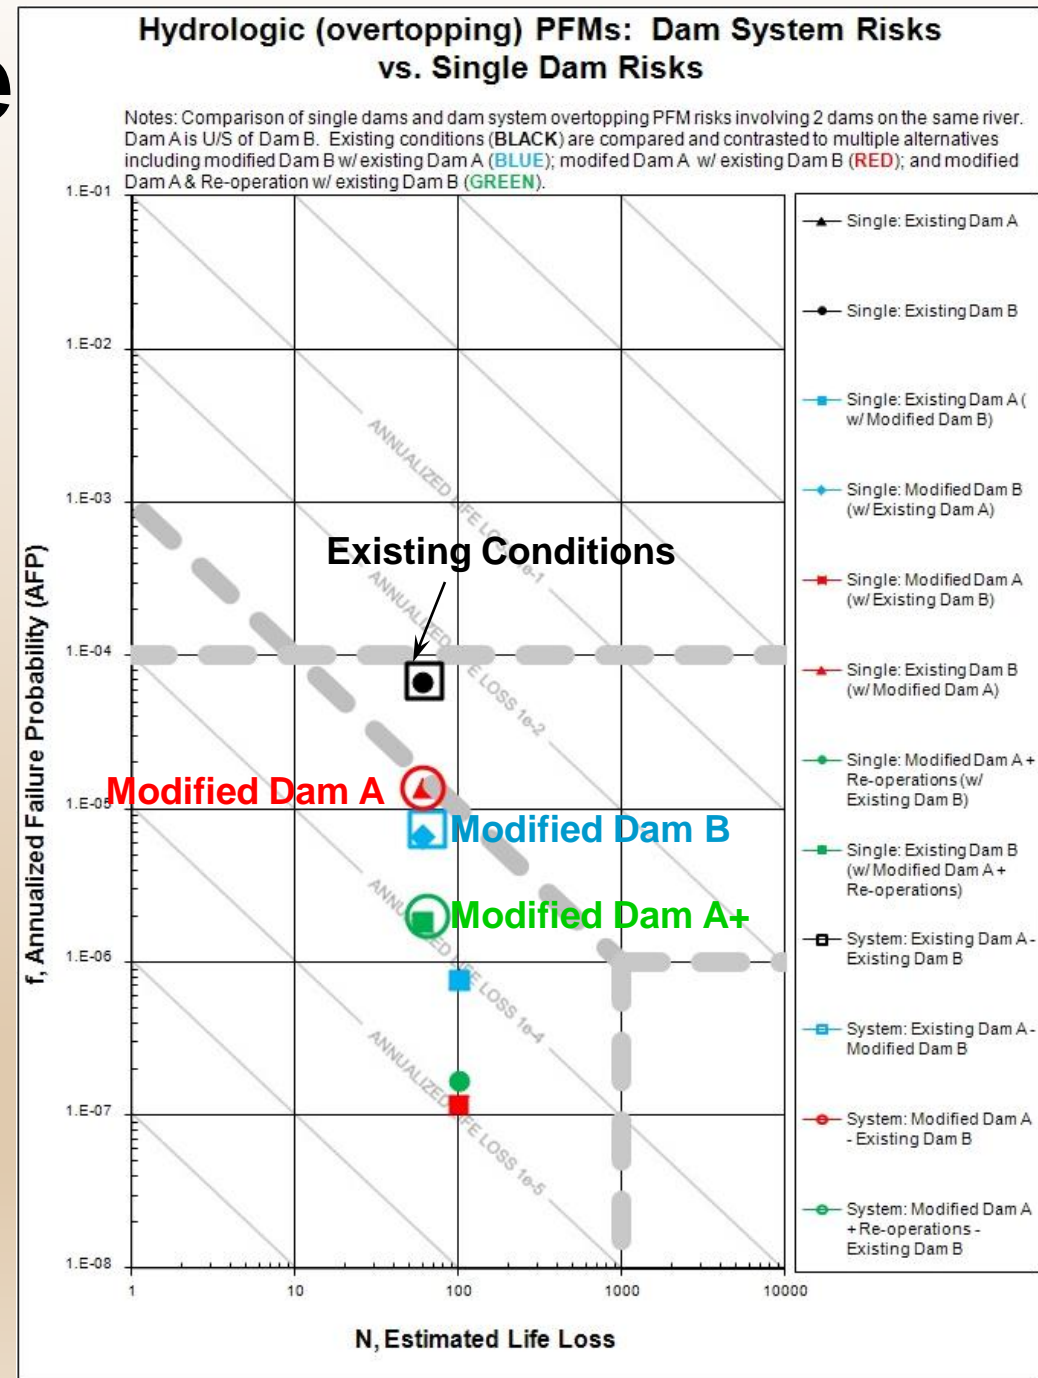 e
Hydrologic (overtopping) PFMs: Dam System Risks
vs. Single Dam Risks
Notes: Comparison of single dams and dam system overtopping PFM risks involving 2 dams on the same river.
Dam A is U/S of Dam B. Existing conditions (BLACK) are compared and contrasted to multiple alternatives
including modified Dam B w/ existing Dam A (BLUE); modifed Dam A w/ existing Dam B (RED); and modified
Dam A & Re-operation w/ existing Dam B (GREEN).
f, Annualized Failure Probability (AFP)
1.E-01
1.E-02
1.E-03
1.E-04
1.E-05
1.E-06
1.E-07
1.E-08
ANNUALIZED LIFE LOSS 1e-1
ANNUALIZED LIFE LOSS 1e-2
ANNUALIZED LIFE LOSS 1e-4
ANNUALIZED LIFE LOSS 1e-5
Existing Conditions
Modified Dam A
Modified Dam B
Modified Dam A+
1
10
100
1000
10000
N, Estimated Life Loss
Single: Existing Dam A
Single: Existing Dam B
Single: Existing Dam A (
w/ Modified Dam B)
Single: Modified Dam B
(w/ Existing Dam A)
Single: Modified Dam A
(w/ Existing Dam B)
Single: Existing Dam B
(w/ Modified Dam A)
Single: Modified Dam A +
Re-operations (w/
Existing Dam B)
Single: Existing Dam B
(w/ Modified Dam A +
Re-operations)
System: Existing Dam A -
Existing Dam B
System: Existing Dam A -
Modified Dam B
System: Modified Dam A
- Existing Dam B
System: Modified Dam A
+ Re-operations -
Existing Dam B